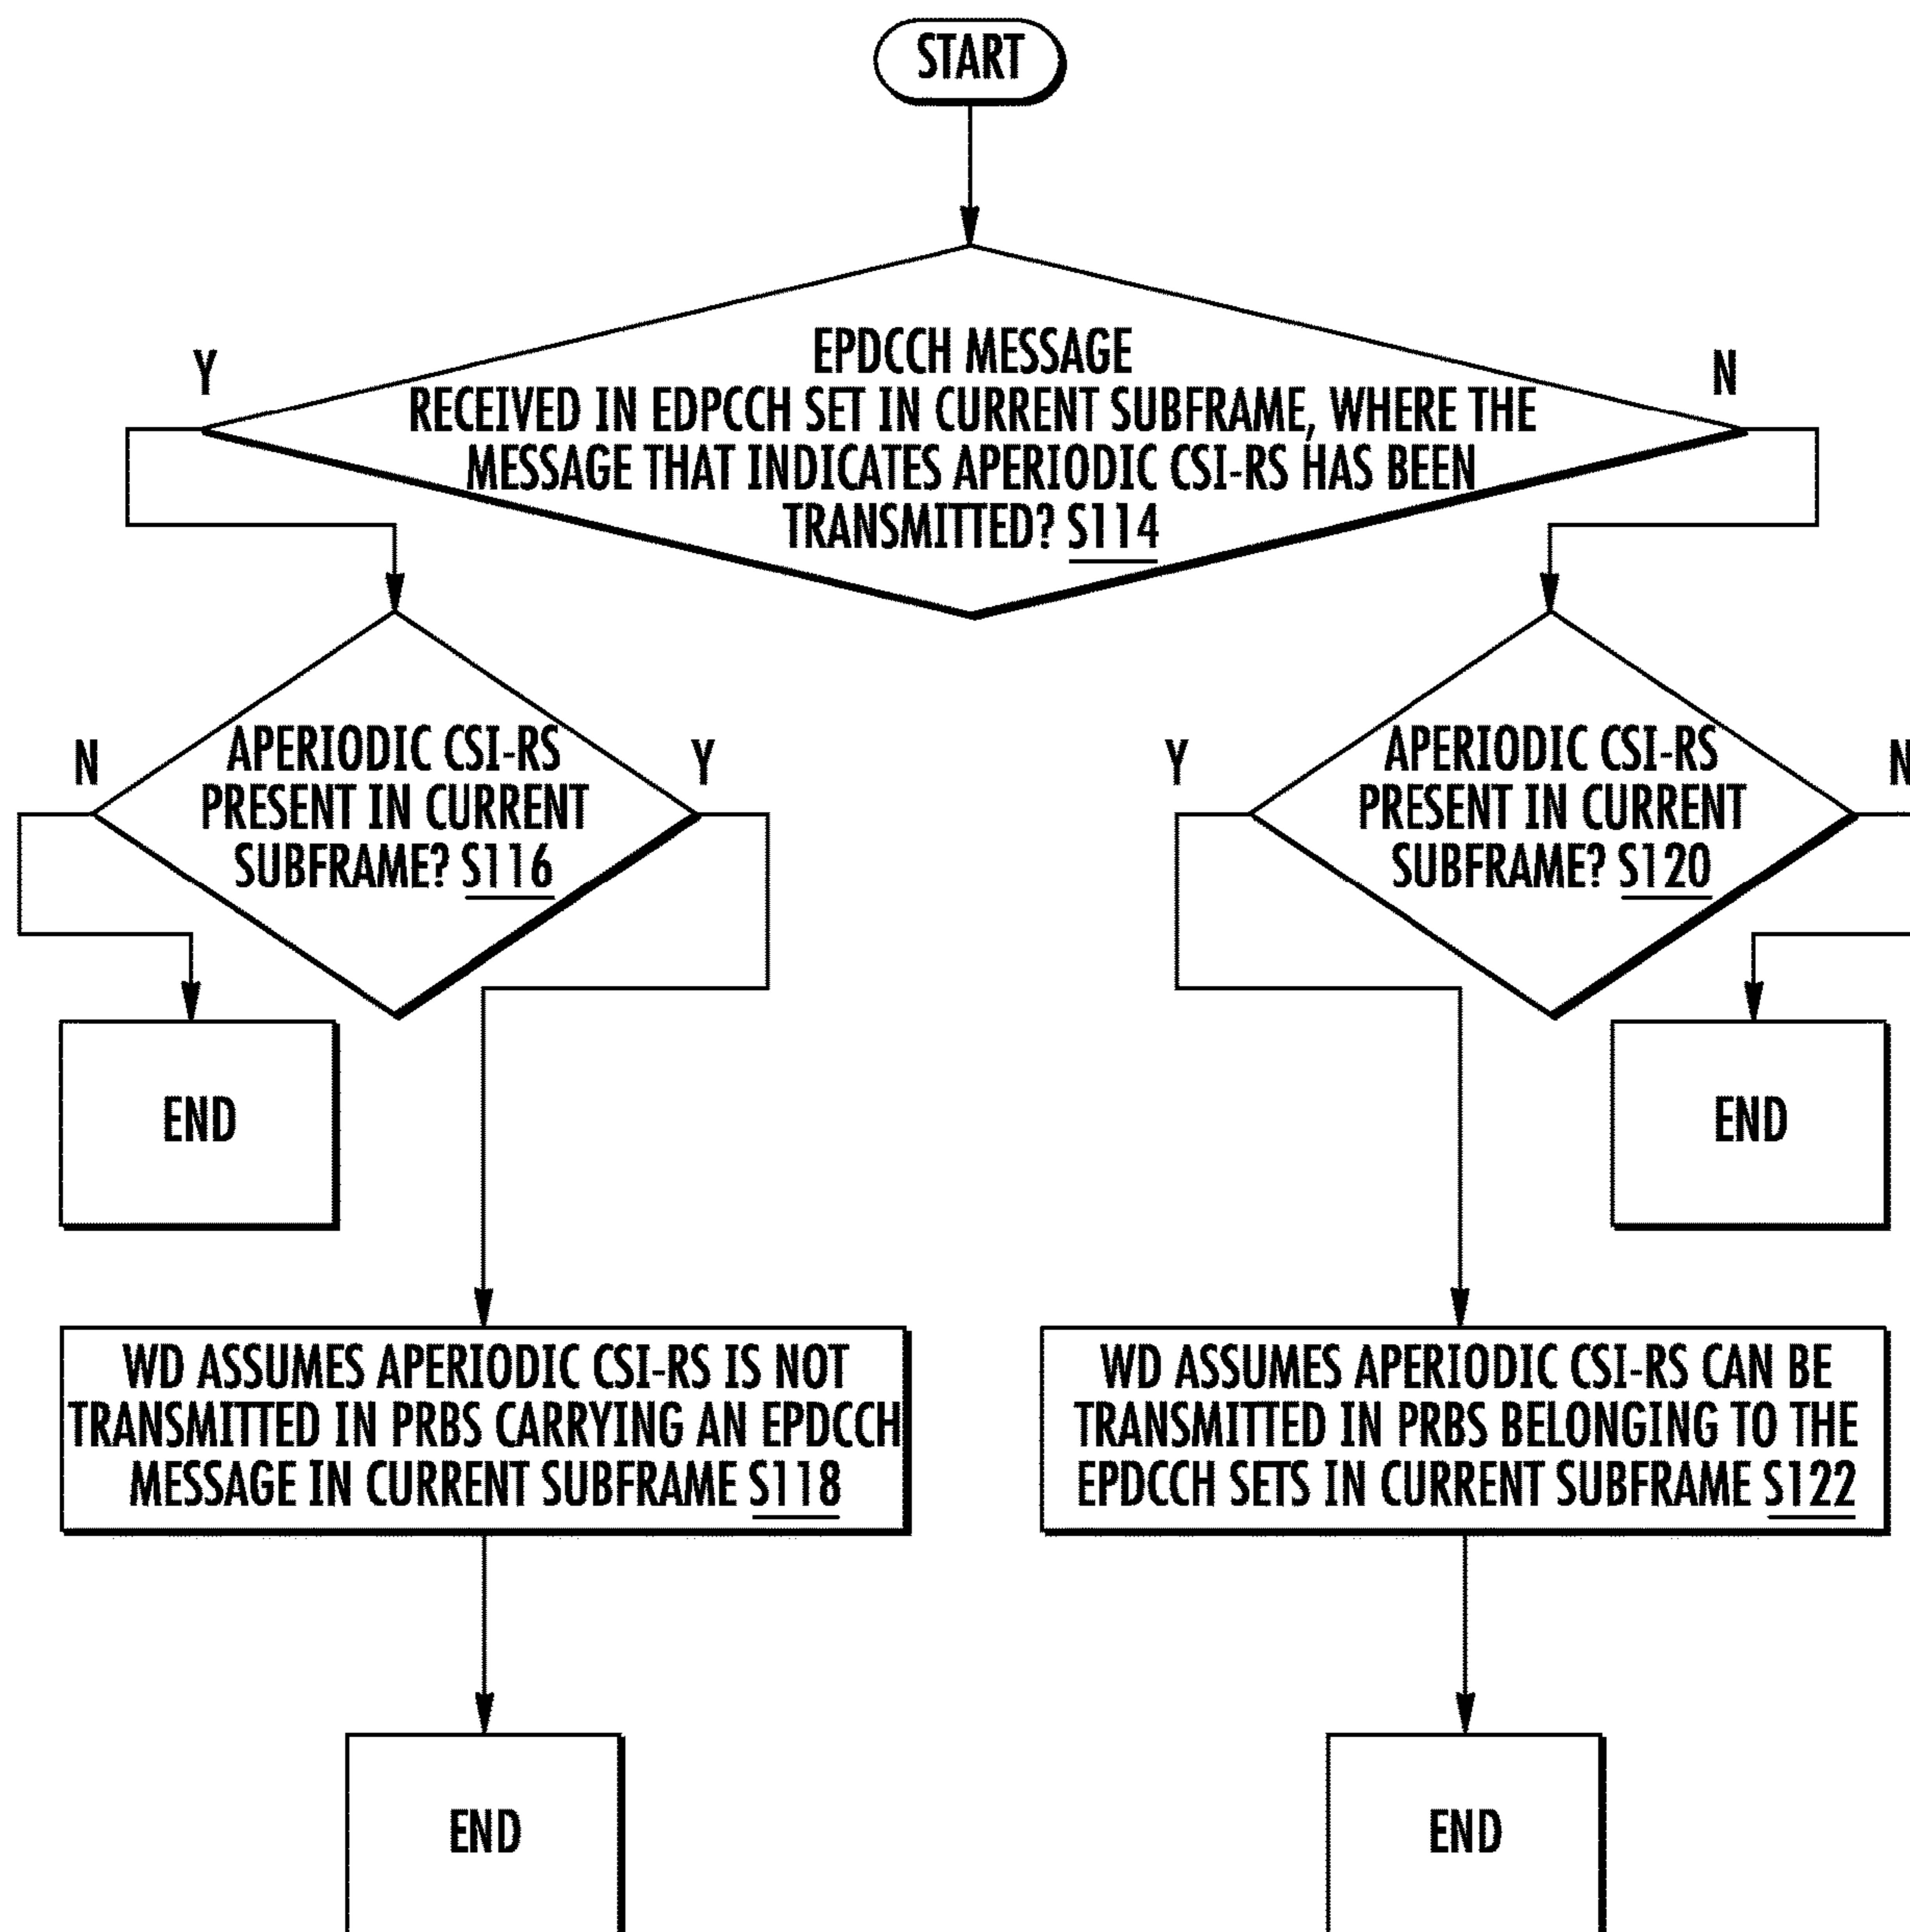 START
Y
N
EPDCCH MESSAGE
RECEIVED IN EDPCCH SET IN CURRENT SUBFRAME, WHERE THE
MESSAGE THAT INDICATES APERIODIC CSI-RS HAS BEEN
TRANSMITTED? S114
N
APERIODIC CSI-RS
PRESENT IN CURRENT
SUBFRAME? S116
Y
Y
APERIODIC CSI-RS
PRESENT IN CURRENT
SUBFRAME? S120
N
END
END
WD ASSUMES APERIODIC CSI-RS IS NOT
TRANSMITTED IN PRBS CARRYING AN EPDCCH
MESSAGE IN CURRENT SUBFRAME S118
WD ASSUMES APERIODIC CSI-RS CAN BE
TRANSMITTED IN PRBS BELONGING TO THE
EPDCCH SETS IN CURRENT SUBFRAME S122
END
END